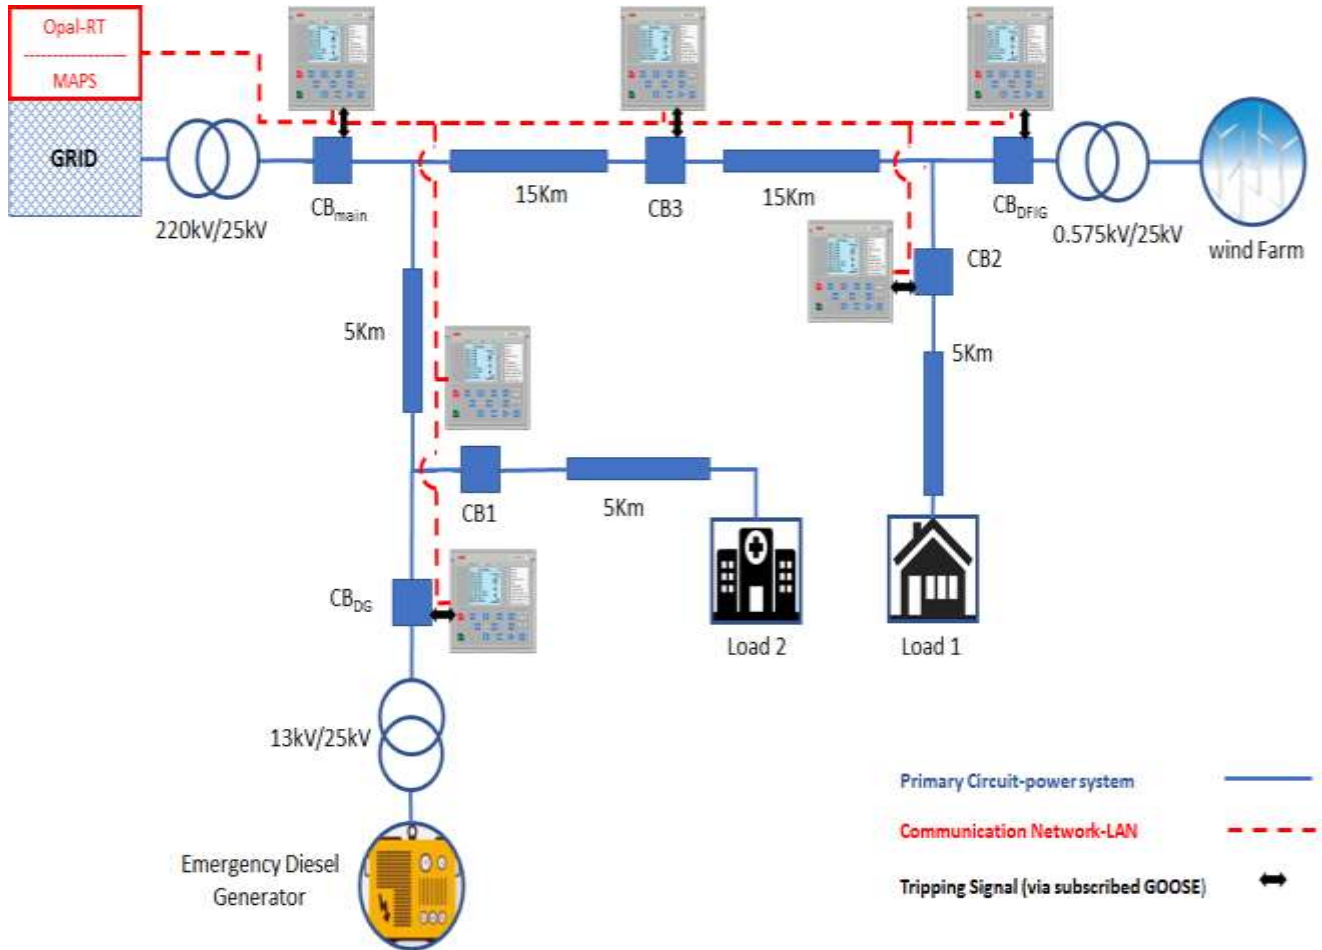 Opal-RT
MAPS
GRID
220kV/25kV
CBmain
15Km
CB3
15Km
CBDFIG
0.575kV/25kV
wind Farm
CB2
5Km
5Km
CB1
5Km
CBDG
Load 2
Load 1
13kV/25kV
Emergency Diesel
Generator
Primary Circuit-power system
Communication Network-LAN
Tripping Signal (via subscribed GOOSE)